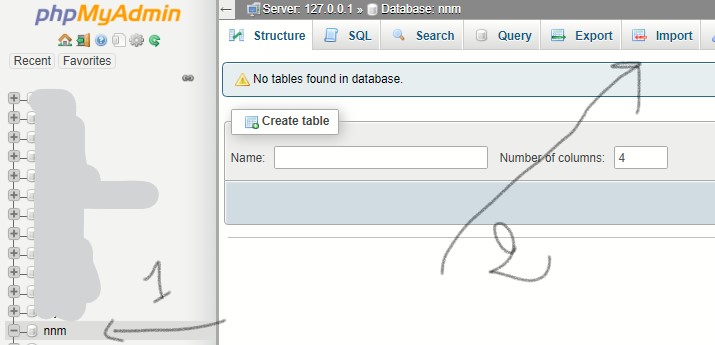 phpMyAdmin
Server: 127.0.0.1 » Database: nnm
Structure SQL Search Query Export Import
Recent Favorites
No tables found in database.
Create table
Name: Number of columns: 4
2
1
nnm